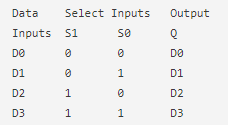 Data Select Inputs Output
Inputs S1 S0 Q
D0 0 0 D0
D1 0 1 D1
D2 1 0 D2
D3 1 1 D3